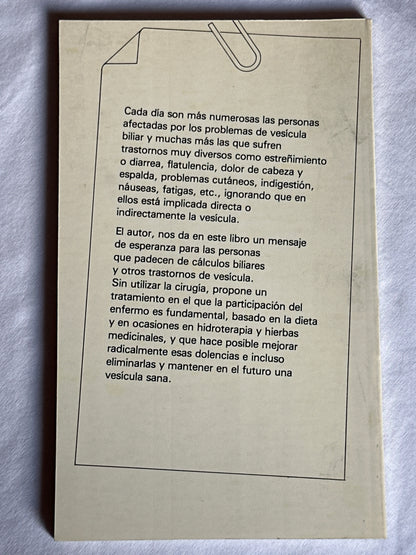 Cada día son más numerosas las personas
afectadas por los problemas de vesícula
biliar y muchas más las que sufren
trastornos muy diversos como estreñimiento
o diarrea, flatulencia, dolor de cabeza y
espalda, problemas cutáneos, indigestión,
náuseas, fatigas, etc., ignorando que en
ellos está implicada directa o
indirectamente la vesícula.
El autor, nos da en este libro un mensaje
de esperanza para las personas
que padecen de cálculos biliares
y otros trastornos de vesícula.
Sin utilizar la cirugía, propone un
tratamiento en el que la participación del
enfermo es fundamental, basado en la dieta
y en ocasiones en hidroterapia y hierbas
medicinales, y que hace posible mejorar
radicalmente esas dolencias e incluso
eliminarlas y mantener en el futuro una
vesícula sana.